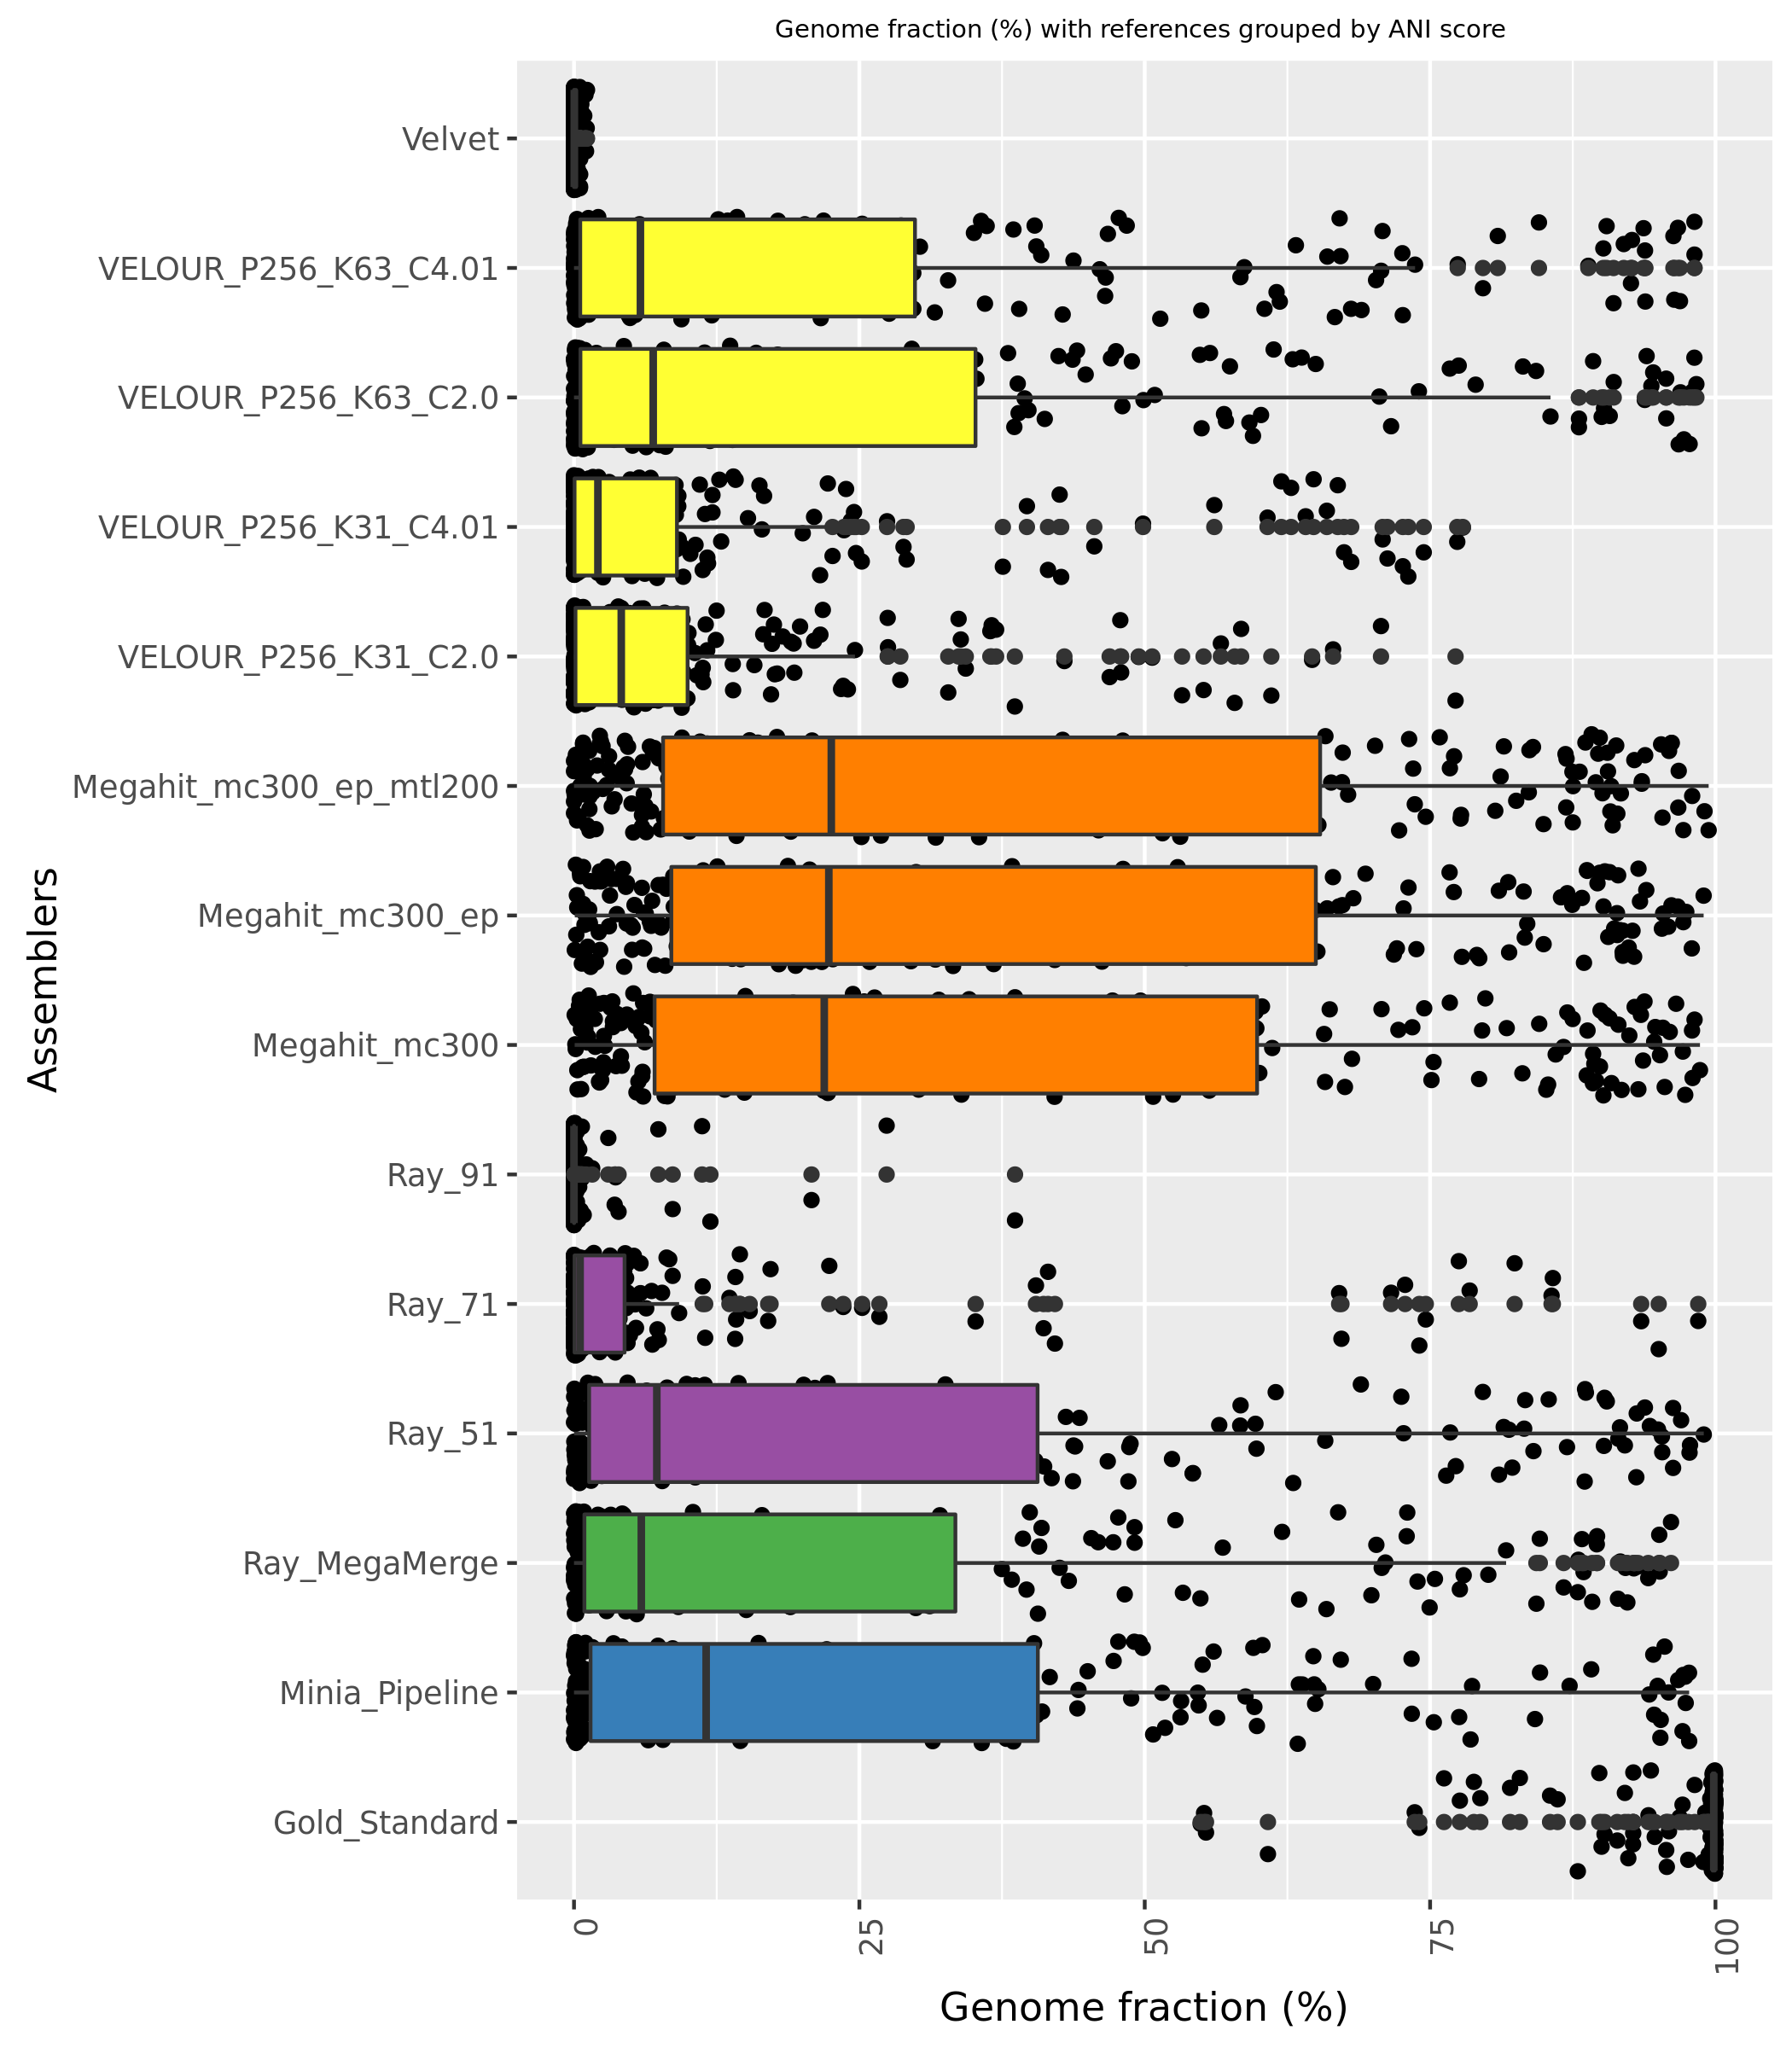 Genome fraction (%) with references grouped by ANI score
Velvet
VELOUR_P256_K63_C4.01
VELOUR_P256_K63_C2.0
VELOUR_P256_K31_C4.01
VELOUR_P256_K31_C2.0
Megahit_mc300_ep_mtl200
Megahit_mc300_ep
Megahit_mc300
Ray_91
Ray_71
Ray_51
Ray_MegaMerge
Minia_Pipeline
Gold_Standard
Assemblers
0
25
50
75
100
Genome fraction (%)